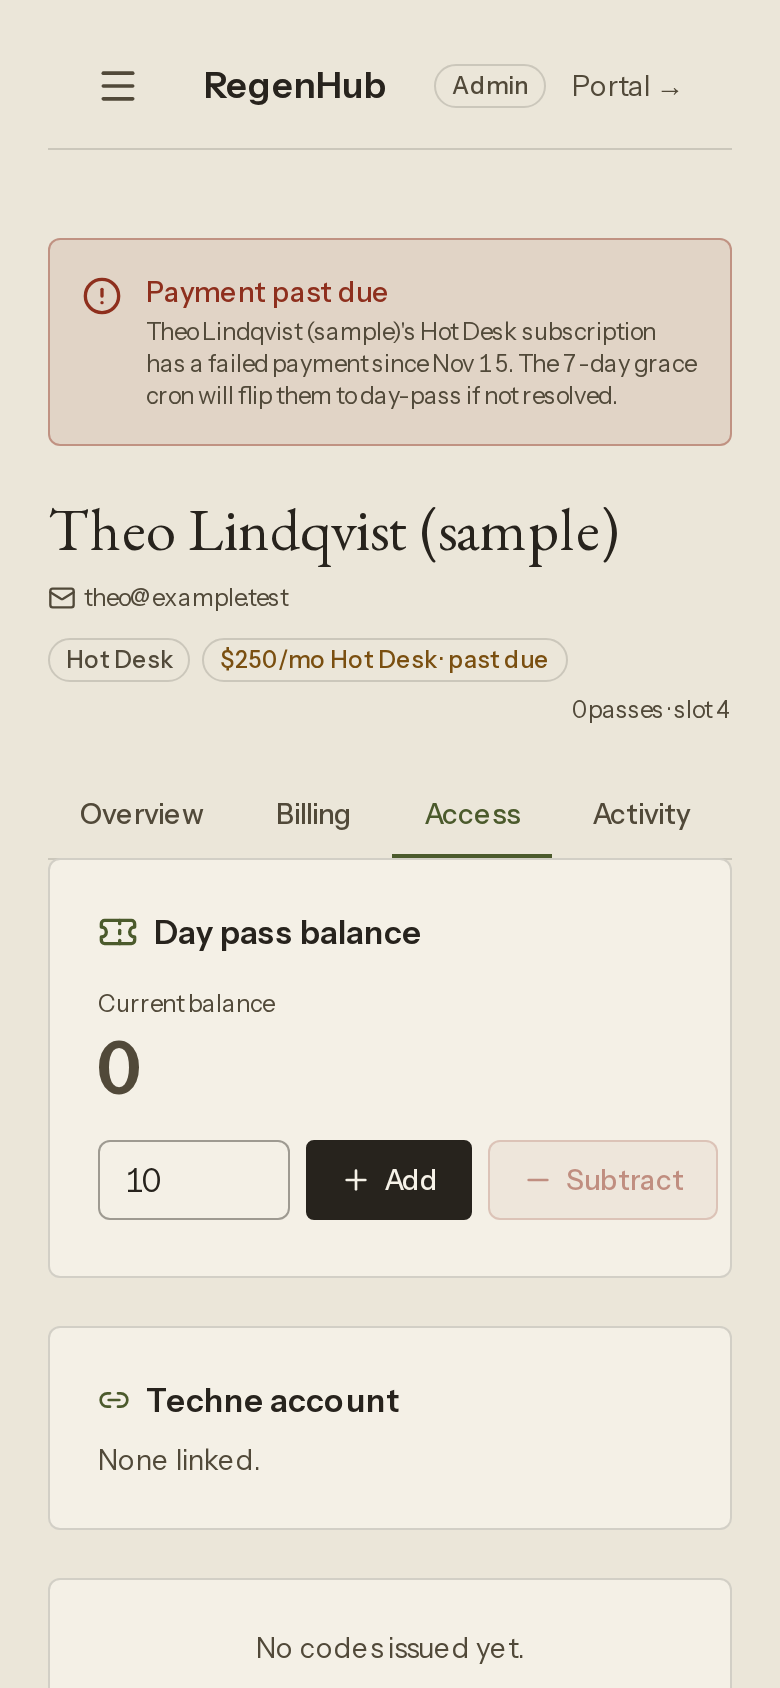 RegenHub
Admin
Portal →
Payment past due
Theo Lindqvist (sample)'s Hot Desk subscription
has a failed payment since Nov 15. The 7-day grace
cron will flip them to day-pass if not resolved.
Theo Lindqvist (sample)
theo@example.test
Hot Desk
$250/mo Hot Desk · past due
0 passes · slot 4
Overview
Billing
Access
Activity
Day pass balance
Current balance
0
10
+ Add
− Subtract
Techne account
None linked.
No codes issued yet.